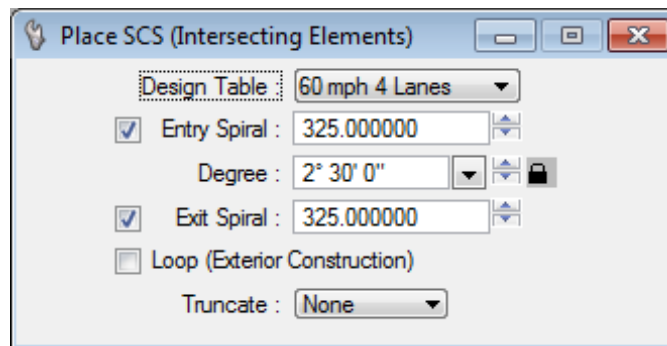 Place SCS (Intersecting Elements)
Design Table : 60 mph 4 Lanes
Entry Spiral : 325.000000
Degree : 2° 30' 0"
Exit Spiral : 325.000000
Loop (Exterior Construction)
Truncate : None